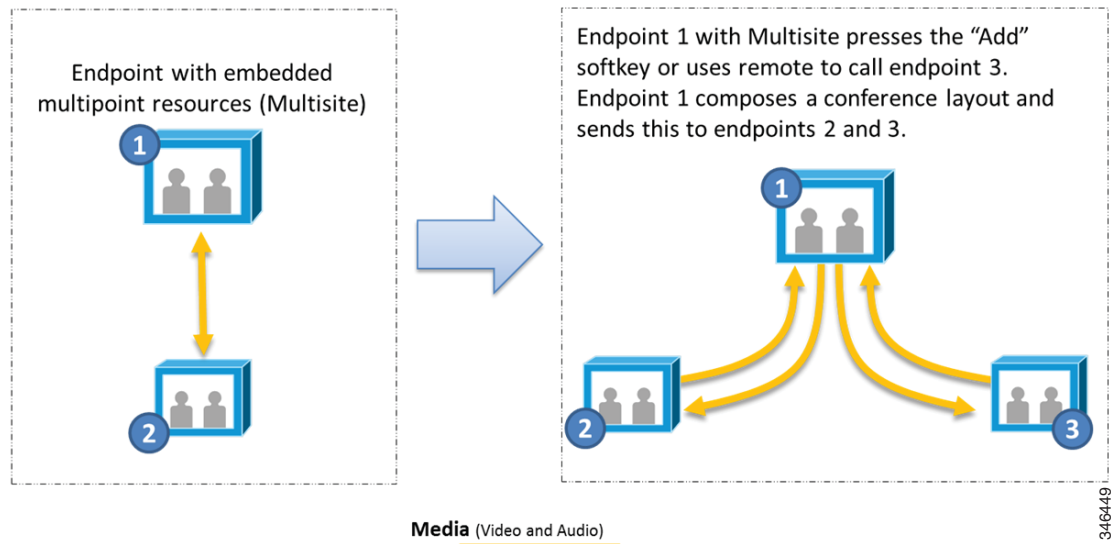 Endpoint with embedded
multipoint resources (Multisite)
1
2
Endpoint 1 with Multisite presses the “Add”
softkey or uses remote to call endpoint 3.
Endpoint 1 composes a conference layout and
sends this to endpoints 2 and 3.
1
2
3
346449
Media (Video and Audio)